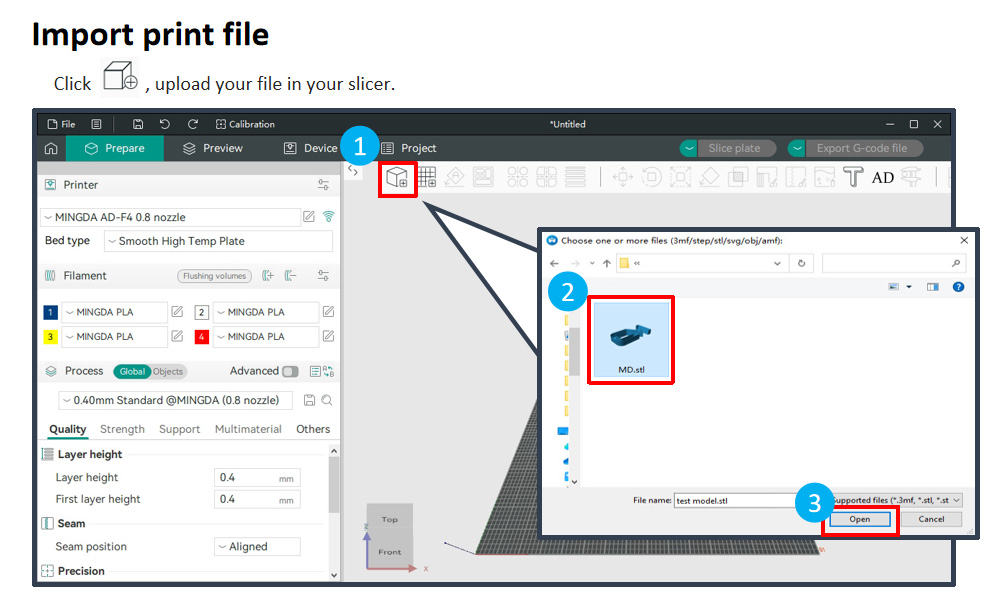 Import print file
Click , upload your file in your slicer.
File
Calibration
*Untitled
Prepare
Preview
Device
1
Project
Slice plate
Export G-code file
AD
Printer
MINGDA AD-F4 0.8 nozzle
Bed type
Smooth High Temp Plate
Filament
Flushing volumes
1 MINGDA PLA
2 MINGDA PLA
3 MINGDA PLA
4 MINGDA PLA
Process
Global
Objects
Advanced
0.40mm Standard @MINGDA (0.8 nozzle)
Quality
Strength
Support
Multimaterial
Others
Layer height
Layer height 0.4 mm
First layer height 0.4 mm
Seam
Seam position Aligned
Precision
Top
Front
z
x
Choose one or more files (3mf/step/stl/svg/obj/amf):
2
MD.stl
File name: test model.stl
Supported files (*.3mf, *.stl, *.st
3
Open
Cancel